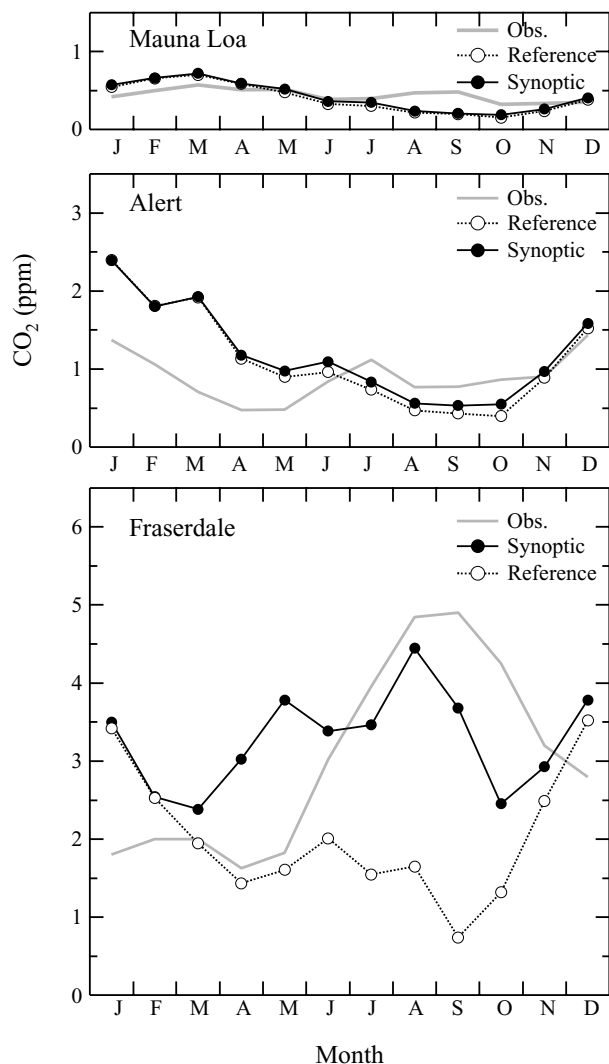 Mauna Loa
Obs.
Reference
Synoptic
1
0
J F M A M J J A S O N D
Alert
Obs.
Reference
Synoptic
3
2
1
0
J F M A M J J A S O N D
CO2 (ppm)
Fraserdale
Obs.
Synoptic
Reference
6
5
4
3
2
1
0
J F M A M J J A S O N D
Month